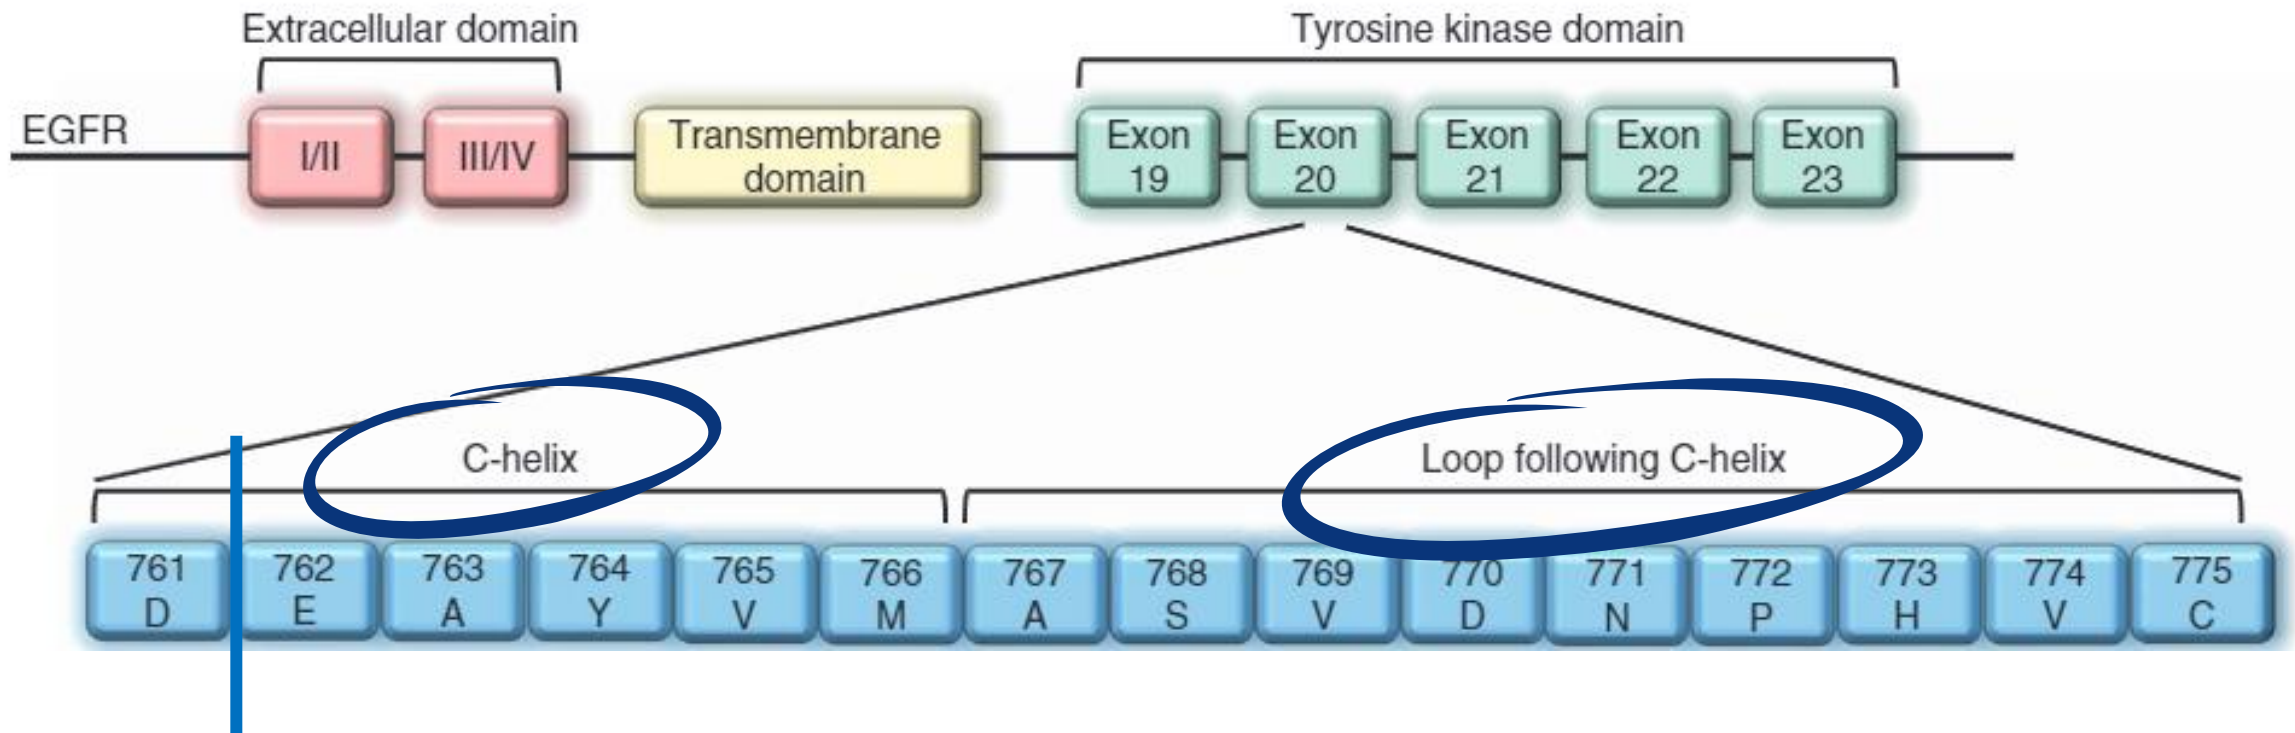 Extracellular domain
Tyrosine kinase domain
EGFR
I/II
III/IV
Transmembrane
domain
Exon
19
Exon
20
Exon
21
Exon
22
Exon
23
C-helix
Loop following C-helix
761
D
762
E
763
A
764
Y
765
V
766
M
767
A
768
S
769
V
770
D
771
N
772
P
773
H
774
V
775
C